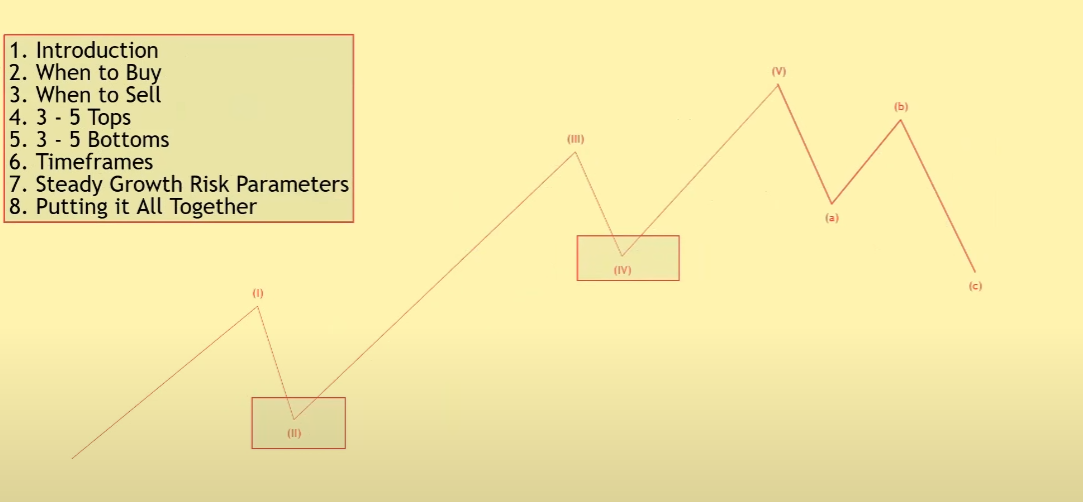 1. Introduction
2. When to Buy
3. When to Sell
4. 3 - 5 Tops
5. 3 - 5 Bottoms
6. Timeframes
7. Steady Growth Risk Parameters
8. Putting it All Together
(I)
(II)
(III)
(IV)
(V)
(a)
(b)
(c)